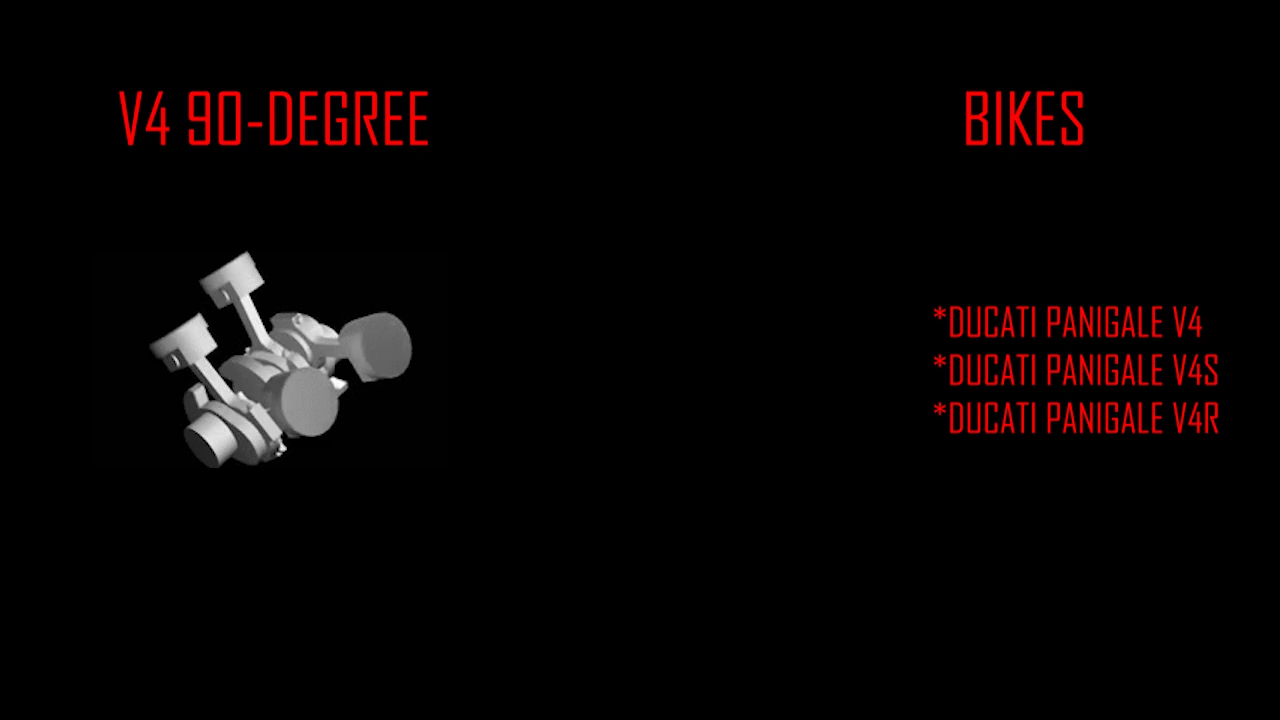 V4 90-DEGREE
BIKES
*DUCATI PANIGALE V4
*DUCATI PANIGALE V4S
*DUCATI PANIGALE V4R